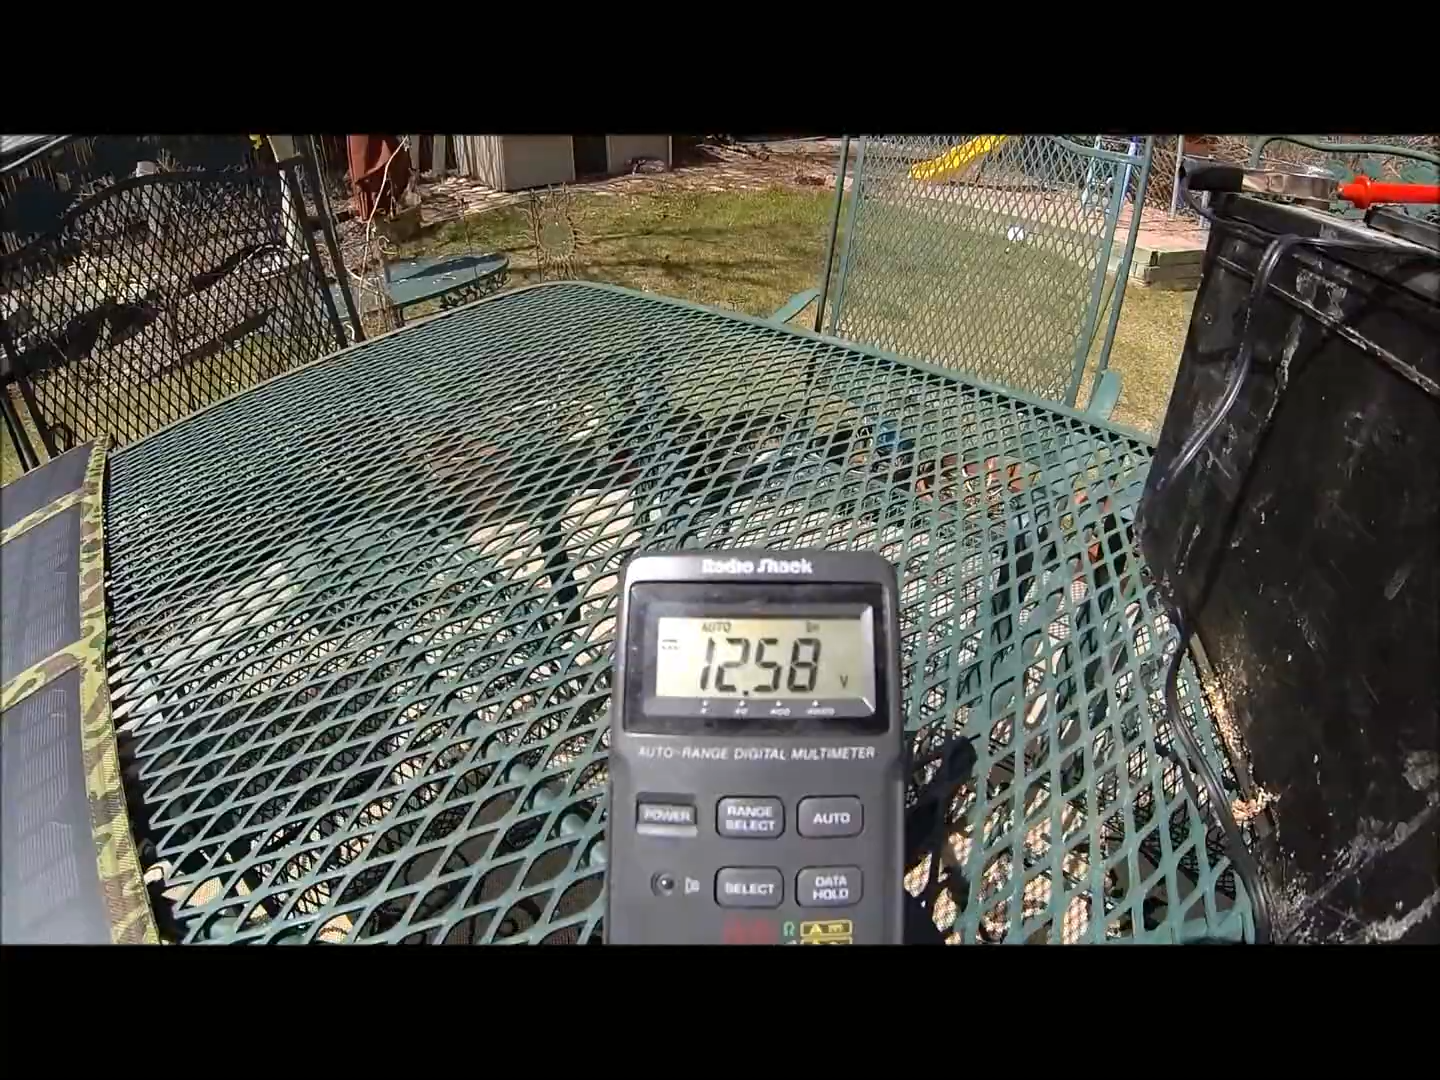 Radio Shack
AUTO
12.58
V
AUTO-RANGE DIGITAL MULTIMETER
POWER
RANGE
SELECT
AUTO
SELECT
DATA
HOLD
Ω
A